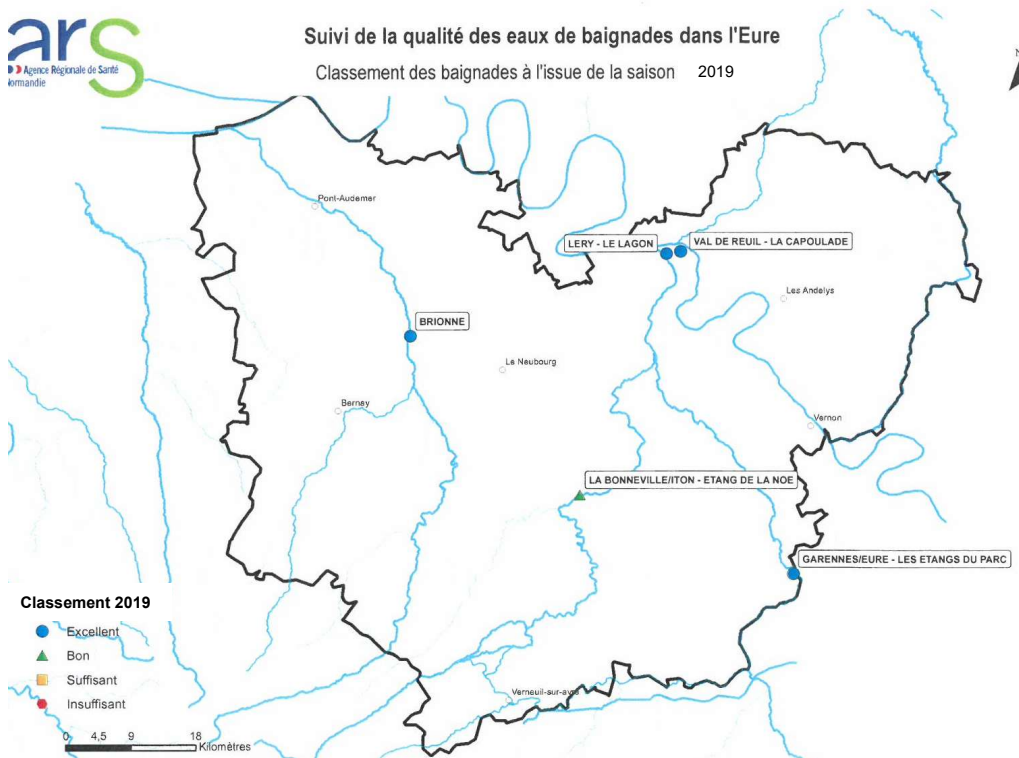 ars
Agence Régionale de Santé
Normandie
Suivi de la qualité des eaux de baignades dans l'Eure
Classement des baignades à l'issue de la saison 2019
N
Pont-Audemer
LERY - LE LAGON
VAL DE REUIL - LA CAPOULADE
Les Andelys
BRIONNE
Le Neubourg
Bernay
Vernon
LA BONNEVILLE/ITON - ETANG DE LA NOE
GARENNES/EURE - LES ETANGS DU PARC
Classement 2019
Excellent
Bon
Suffisant
Insuffisant
Verneuil-sur-avre
0 4,5 9 18
Kilomètres